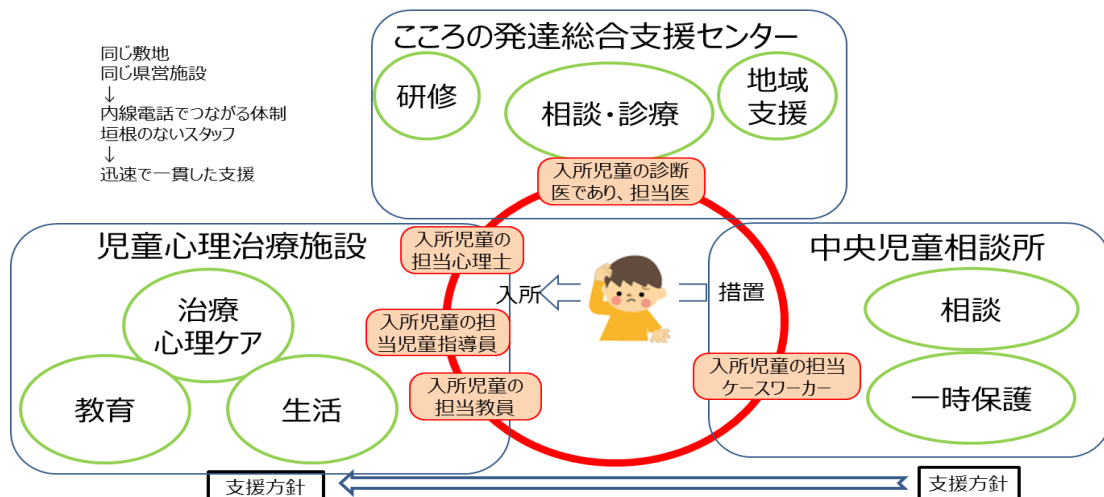 同じ敷地
同じ県営施設
↓
内線電話でつながる体制
垣根のないスタッフ
↓
迅速で一貫した支援
こころの発達総合支援センター
研修
相談・診療
地域
支援
入所児童の診断
医であり、担当医
児童心理治療施設
治療
心理ケア
教育
生活
入所児童の
担当心理士
入所児童の担
当児童指導員
入所児童の
担当教員
入所
措置
中央児童相談所
相談
一時保護
入所児童の担当
ケースワーカー
支援方針
支援方針